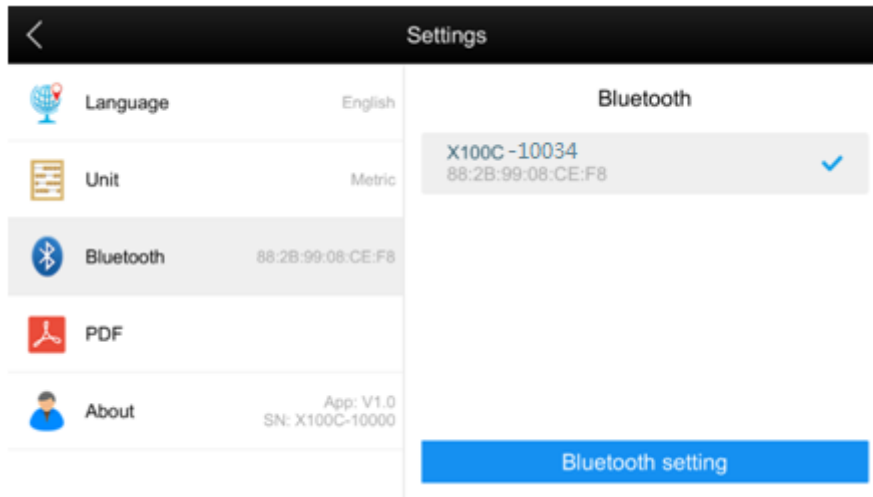 Settings
Language English
Unit Metric
Bluetooth 88:2B:99:08:CE:F8
PDF
About App: V1.0
SN: X100C-10000
Bluetooth
X100C-10034
88:2B:99:08:CE:F8
Bluetooth setting